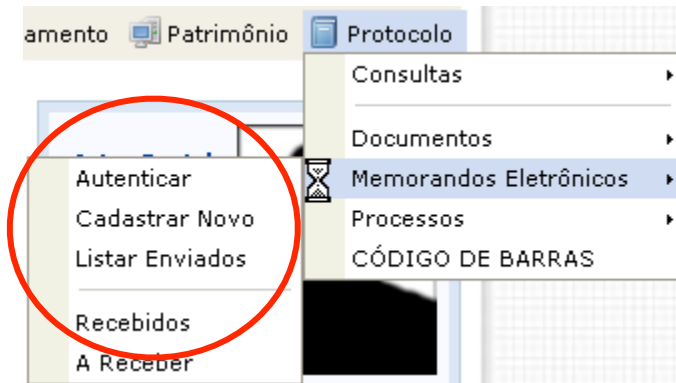 amento Patrimônio Protocolo
Consultas
Documentos
Memorandos Eletrônicos
Processos
CÓDIGO DE BARRAS
Autenticar
Cadastrar Novo
Listar Enviados
Recebidos
A Receber